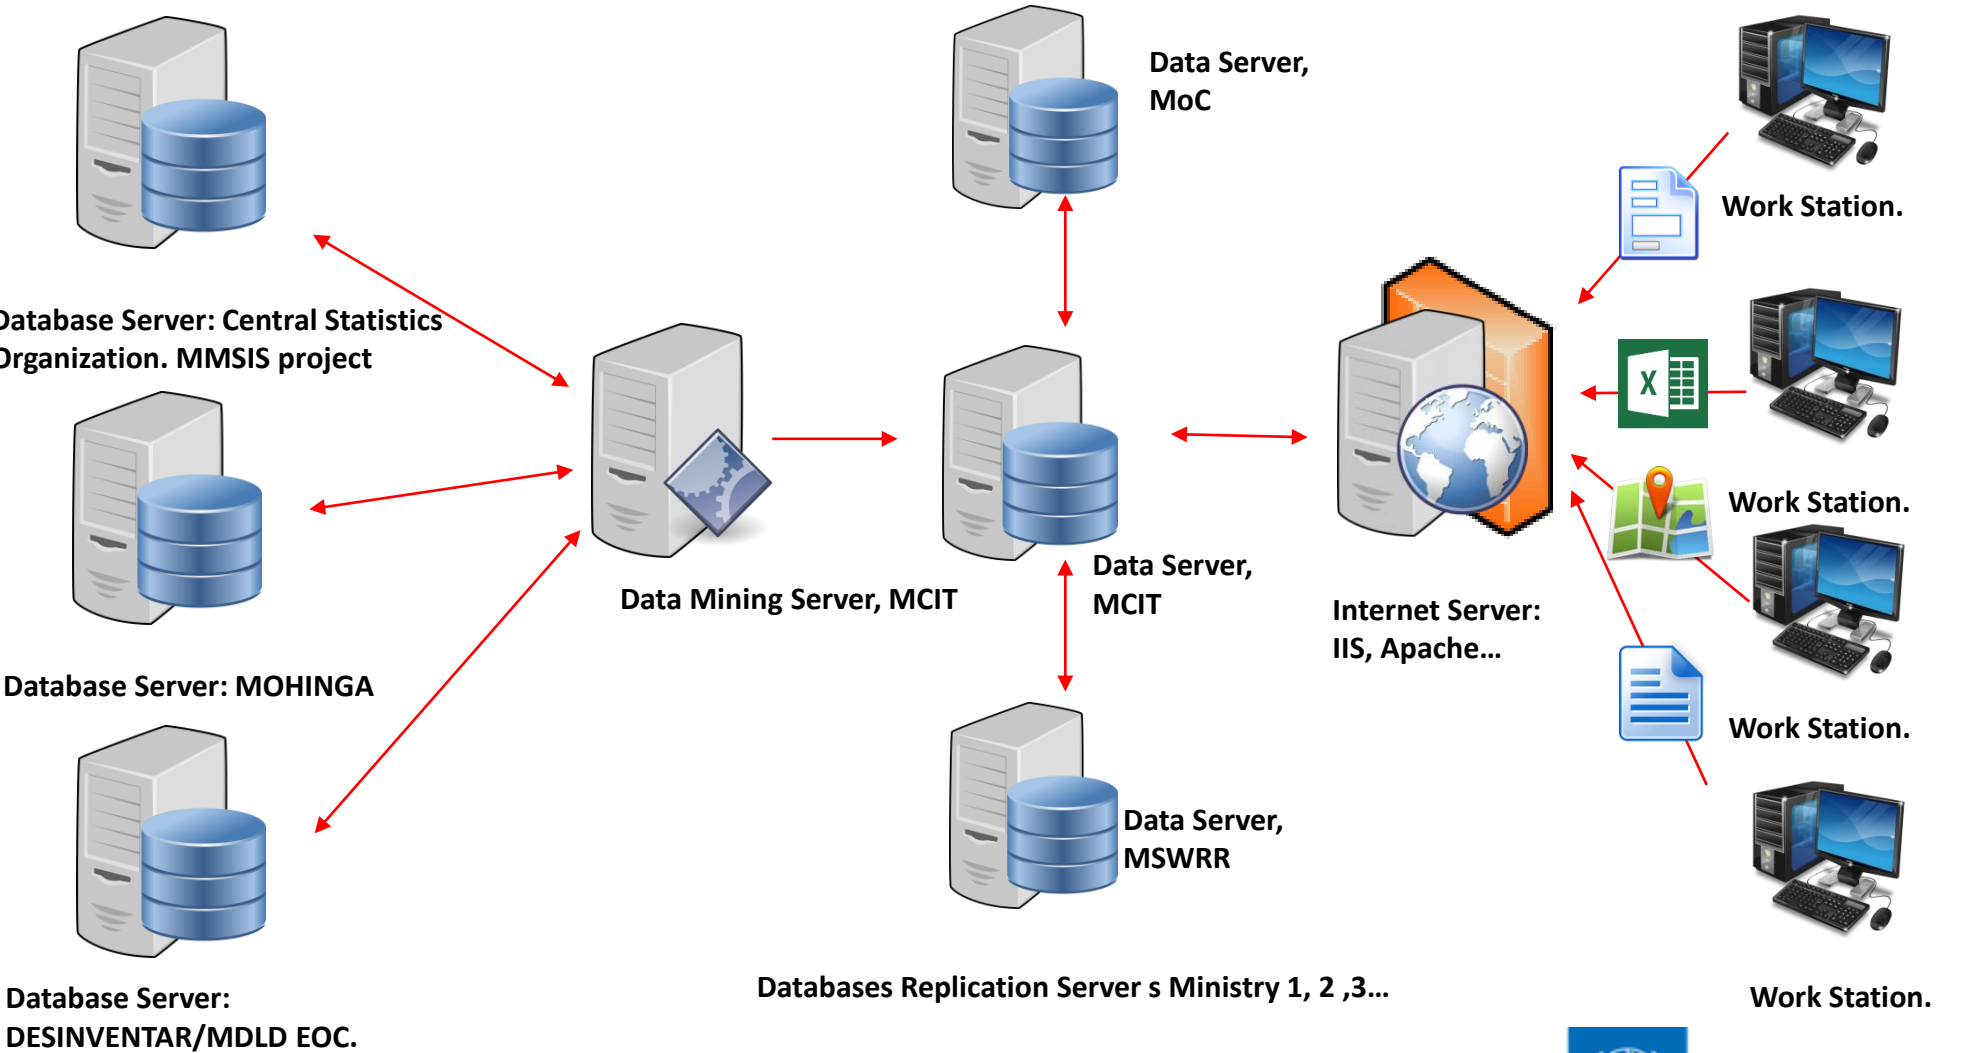 Data Server,
MoC
Work Station.
Database Server: Central Statistics
Organization. MMSIS project
X
Work Station.
Data Server,
MCIT
Data Mining Server, MCIT
Internet Server:
IIS, Apache...
Database Server: MOHINGA
Work Station.
Data Server,
MSWRR
Databases Replication Server s Ministry 1, 2 ,3...
Work Station.
Database Server:
DESINVENTAR/MDLD EOC.